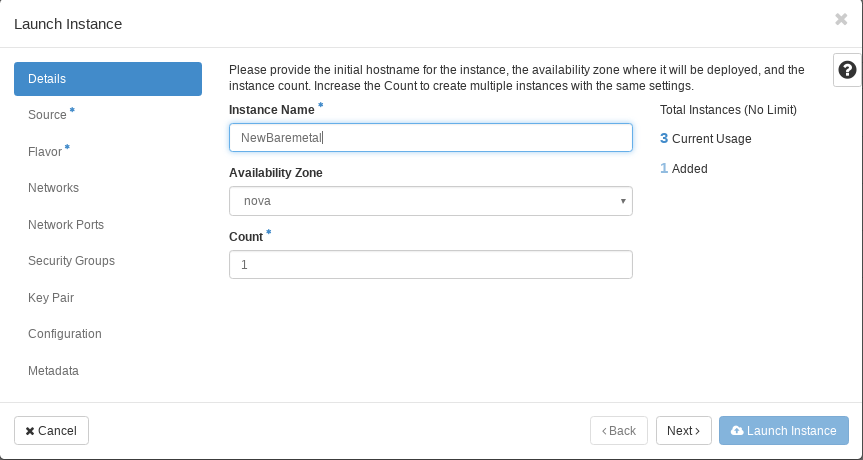 Launch Instance
Details
Source *
Flavor *
Networks
Network Ports
Security Groups
Key Pair
Configuration
Metadata
Please provide the initial hostname for the instance, the availability zone where it will be deployed, and the
instance count. Increase the Count to create multiple instances with the same settings.
Instance Name *
NewBaremetal
Availability Zone
nova
Count *
1
Total Instances (No Limit)
3 Current Usage
1 Added
✖ Cancel
‹ Back
Next ›
Launch Instance